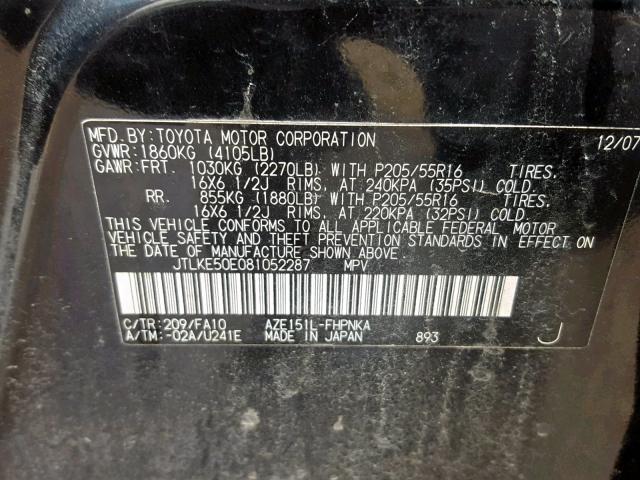 MFD.BY:TOYOTA MOTOR CORPORATION 12/07
GVWR:1860KG (4105LB)
GAWR:FRT. 1030KG (2270LB) WITH P205/55R16 TIRES,
16X6 1/2J RIMS, AT 240KPA (35PSI) COLD.
RR. 855KG (1880LB) WITH P205/55R16 TIRES,
16X6 1/2J RIMS, AT 220KPA (32PSI) COLD.
THIS VEHICLE CONFORMS TO ALL APPLICABLE FEDERAL MOTOR
VEHICLE SAFETY AND THEFT PREVENTION STANDARDS IN EFFECT ON
THE DATE OF MANUFACTURE SHOWN ABOVE.
JTLKE50E081052287 MPV
C/TR:209/FA10 AZE151L-FHPNKA
A/TM:-02A/U241E MADE IN JAPAN 893 J